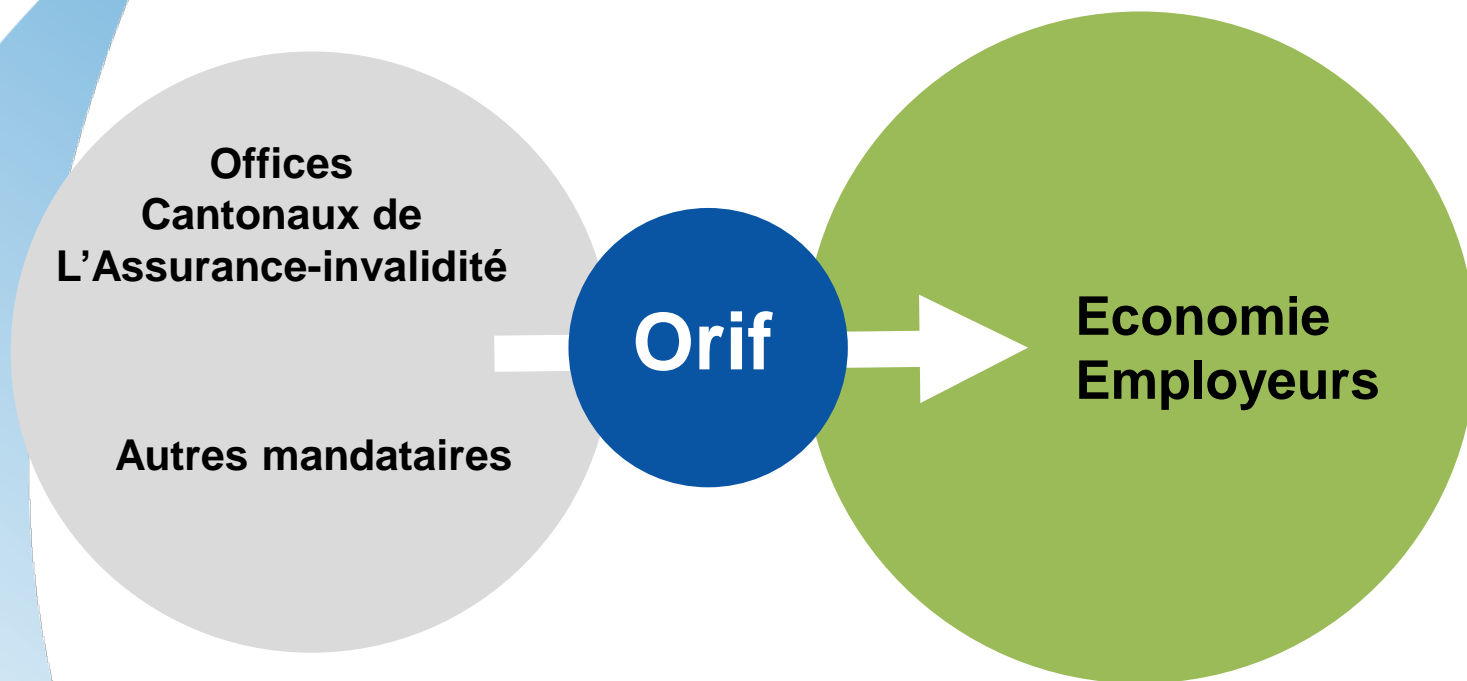 Offices
Cantonaux de
L’Assurance-invalidité
Autres mandataires
Orif
Economie
Employeurs